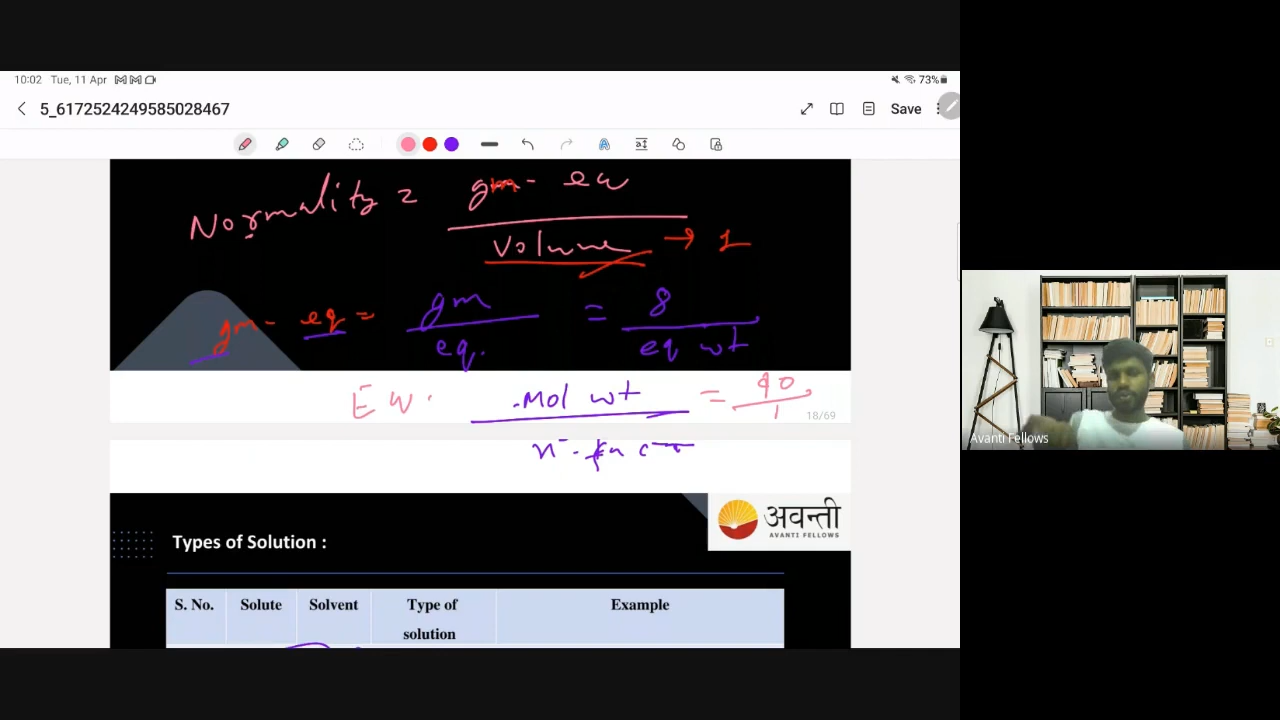 10:02 Tue, 11 Apr 73%
5_6172524249585028467
Save
Normality = gm- ew
Volume → 1
gm- eq = gm = 8
eq. eq wt
E W. Mol wt = 40
n-fac 1
18/69
Avanti Fellows
अवन्ती
AVANTI FELLOWS
Types of Solution :
S. No. Solute Solvent Type of solution Example